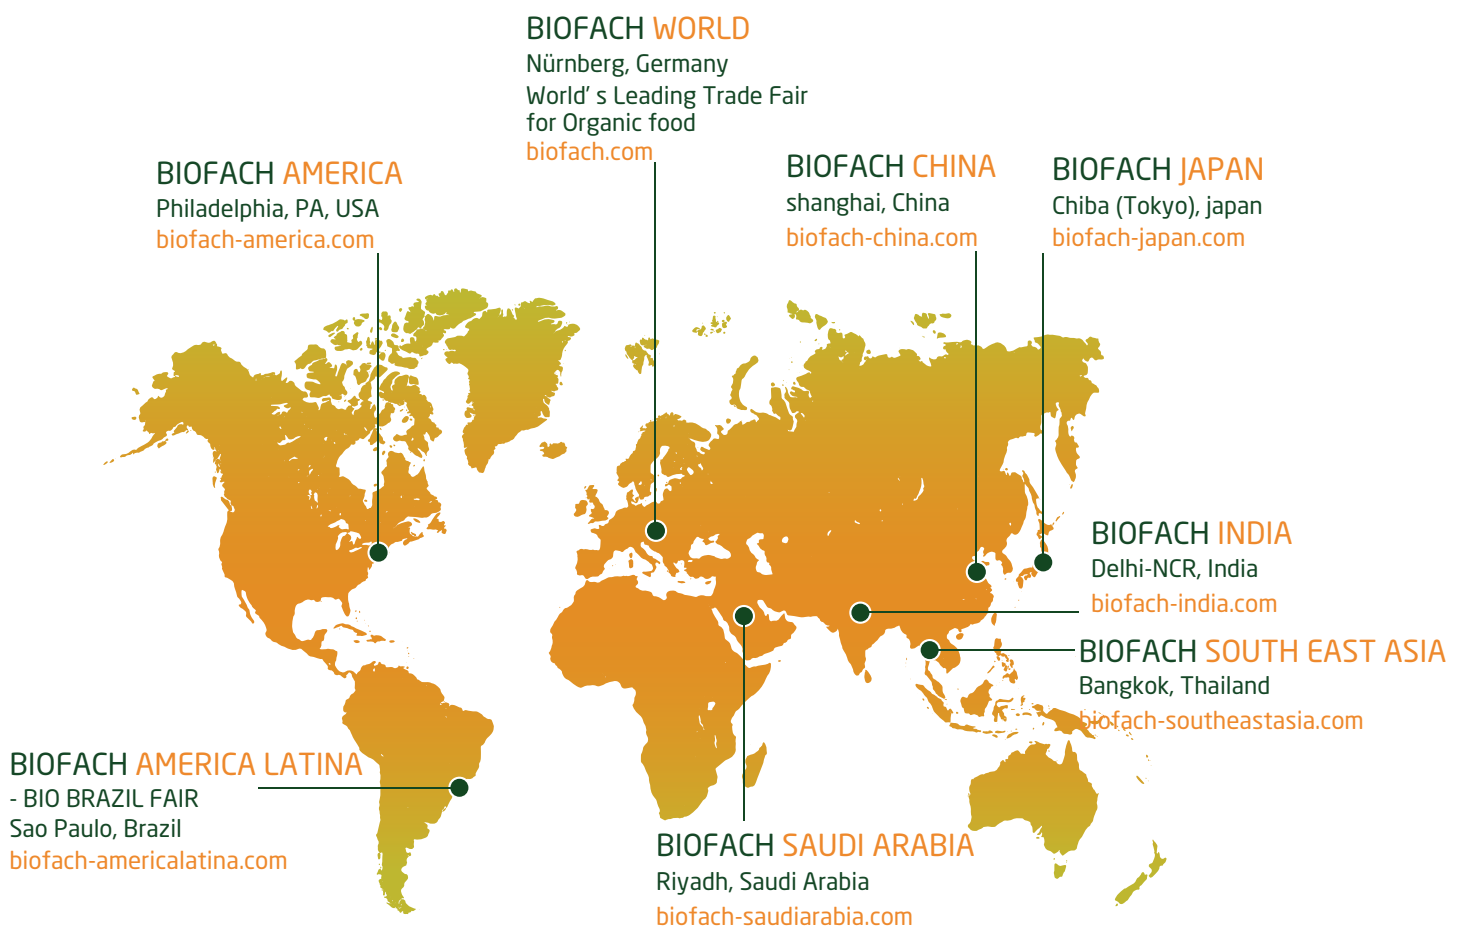 BIOFACH WORLD
Nürnberg, Germany
World' s Leading Trade Fair
for Organic food
biofach.com
BIOFACH AMERICA
Philadelphia, PA, USA
biofach-america.com
BIOFACH CHINA
shanghai, China
biofach-china.com
BIOFACH JAPAN
Chiba (Tokyo), japan
biofach-japan.com
BIOFACH INDIA
Delhi-NCR, India
biofach-india.com
BIOFACH SOUTH EAST ASIA
Bangkok, Thailand
biofach-southeastasia.com
BIOFACH AMERICA LATINA
- BIO BRAZIL FAIR
Sao Paulo, Brazil
biofach-americalatina.com
BIOFACH SAUDI ARABIA
Riyadh, Saudi Arabia
biofach-saudiarabia.com